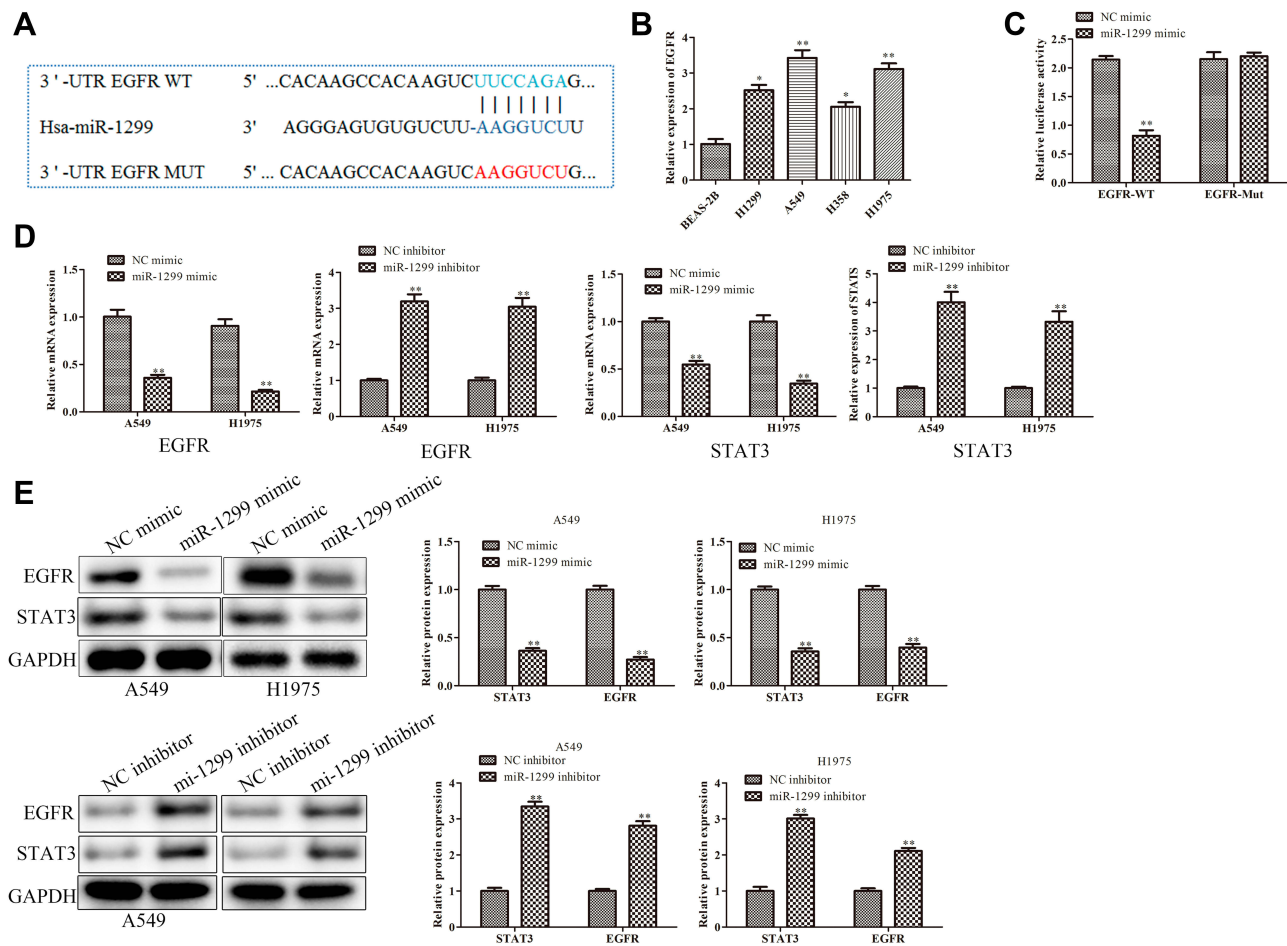 A
3 ' -UTR EGFR WT 5' ...CACAAGCCACAAGUCUUCCAGAG...
Hsa-miR-1299 3' AGGGAGUGUGUCUU-AAGGUCUU
3 ' -UTR EGFR MUT 5' ... CACAAGCCACAAGUCAAGGUCUG...
B
Relative expression of EGFR
4
3
2
1
0
*
**
*
**
BEAS-2B
H1299
A549
H358
H1975
C
NC mimic
miR-1299 mimic
Relative luciferase activity
2.5
2.0
1.5
1.0
0.5
0.0
**
EGFR-WT
EGFR-Mut
D
NC mimic
miR-1299 mimic
Relative mRNA expression
1.5
1.0
0.5
0.0
**
**
A549
H1975
EGFR
NC inhibitor
miR-1299 inhibitor
Relative mRNA expression
4
3
2
1
0
**
**
A549
H1975
EGFR
NC mimic
miR-1299 mimic
Relative mRNA expression
1.5
1.0
0.5
0.0
**
**
A549
H1975
STAT3
NC inhibitor
miR-1299 inhibitor
Relative expression of STATS
6
4
2
1
0
**
**
A549
H1975
STAT3
E
NC mimic
miR-1299 mimic
NC mimic
miR-1299 mimic
EGFR
STAT3
GAPDH
A549
H1975
A549
NC mimic
miR-1299 mimic
Relative protein expression
1.5
1.0
0.5
0.0
**
**
STAT3
EGFR
H1975
NC mimic
miR-1299 mimic
Relative protein expression
1.5
1.0
0.5
0.0
**
**
STAT3
EGFR
NC inhibitor
mi-1299 inhibitor
NC inhibitor
mi-1299 inhibitor
EGFR
STAT3
GAPDH
A549
A549
NC inhibitor
miR-1299 inhibitor
Relative protein expression
4
3
2
1
0
**
**
STAT3
EGFR
H1975
NC inhibitor
miR-1299 inhibitor
Relative protein expression
4
3
2
1
0
**
**
STAT3
EGFR